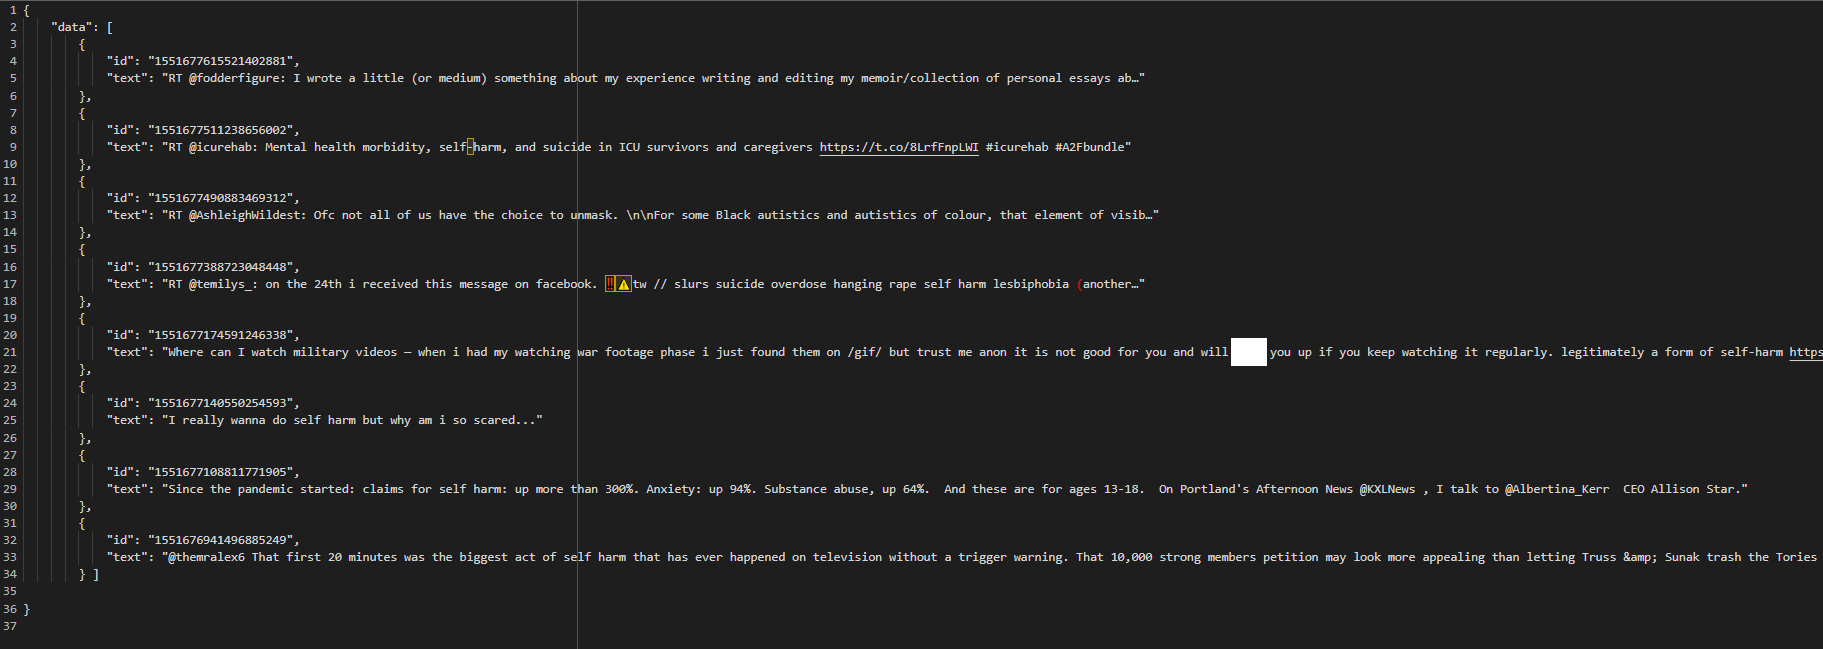 1 {
2 "data": [
3 {
4 "id": "1551677615521402881",
5 "text": "RT @fodderfigure: I wrote a little (or medium) something about my experience writing and editing my memoir/collection of personal essays ab…"
6 },
7 {
8 "id": "1551677511238656002",
9 "text": "RT @icurehab: Mental health morbidity, self-harm, and suicide in ICU survivors and caregivers https://t.co/8LrfFnpLWI #icurehab #A2Fbundle"
10 },
11 {
12 "id": "1551677490883469312",
13 "text": "RT @AshleighWildest: Ofc not all of us have the choice to unmask. \n\nFor some Black autistics and autistics of colour, that element of visib…"
14 },
15 {
16 "id": "1551677388723048448",
17 "text": "RT @temilys_: on the 24th i received this message on facebook. ‼️⚠️tw // slurs suicide overdose hanging rape self harm lesbiphobia (another…"
18 },
19 {
20 "id": "1551677174591246338",
21 "text": "Where can I watch military videos — when i had my watching war footage phase i just found them on /gif/ but trust me anon it is not good for you and will you up if you keep watching it regularly. legitimately a form of self-harm https
22 },
23 {
24 "id": "1551677140550254593",
25 "text": "I really wanna do self harm but why am i so scared..."
26 },
27 {
28 "id": "1551677108811771905",
29 "text": "Since the pandemic started: claims for self harm: up more than 300%. Anxiety: up 94%. Substance abuse, up 64%.  And these are for ages 13-18.  On Portland's Afternoon News @KXLNews , I talk to @Albertina_Kerr  CEO Allison Star."
30 },
31 {
32 "id": "1551676941496885249",
33 "text": "@themralex6 That first 20 minutes was the biggest act of self harm that has ever happened on television without a trigger warning. That 10,000 strong members petition may look more appealing than letting Truss &amp; Sunak trash the Tories
34 } ]
35
36 }
37